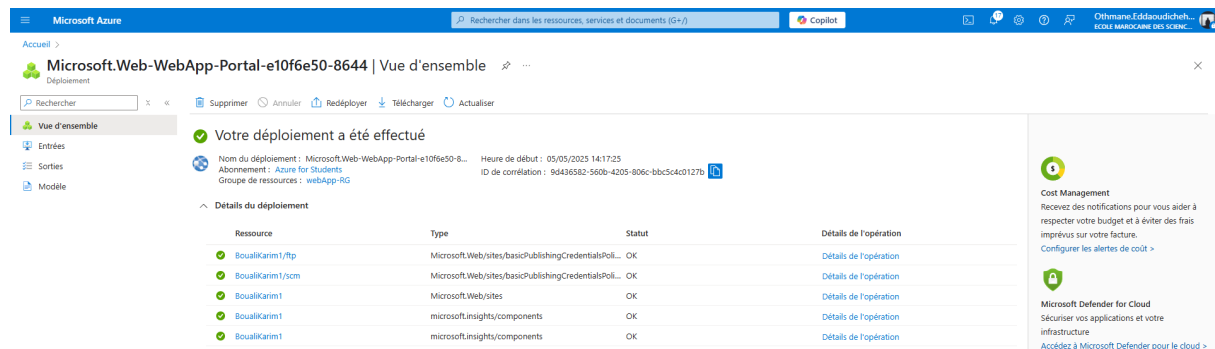 Microsoft Azure
Rechercher dans les ressources, services et documents (G+/)
Copilot
17
Othmane.Eddaoudicheh...
ECOLE MAROCAINE DES SCIENC...
Accueil >
Microsoft.Web-WebApp-Portal-e10f6e50-8644 | Vue d'ensemble
Déploiement
Rechercher
Supprimer Annuler Redéployer Télécharger Actualiser
Vue d'ensemble
Entrées
Sorties
Modèle
Votre déploiement a été effectué
Nom du déploiement : Microsoft.Web-WebApp-Portal-e10f6e50-8... Heure de début : 05/05/2025 14:17:25
Abonnement : Azure for Students ID de corrélation : 9d436582-560b-4205-806c-bbc5c4c0127b
Groupe de ressources : webApp-RG
Détails du déploiement
Ressource Type Statut Détails de l'opération
BoualiKarim1/ftp Microsoft.Web/sites/basicPublishingCredentialsPoli... OK Détails de l'opération
BoualiKarim1/scm Microsoft.Web/sites/basicPublishingCredentialsPoli... OK Détails de l'opération
BoualiKarim1 Microsoft.Web/sites OK Détails de l'opération
BoualiKarim1 microsoft.insights/components OK Détails de l'opération
BoualiKarim1 microsoft.insights/components OK Détails de l'opération
Cost Management
Recevez des notifications pour vous aider à
respecter votre budget et à éviter des frais
imprévus sur votre facture.
Configurer les alertes de coût >
Microsoft Defender for Cloud
Sécuriser vos applications et votre
infrastructure
Accédez à Microsoft Defender pour le cloud >